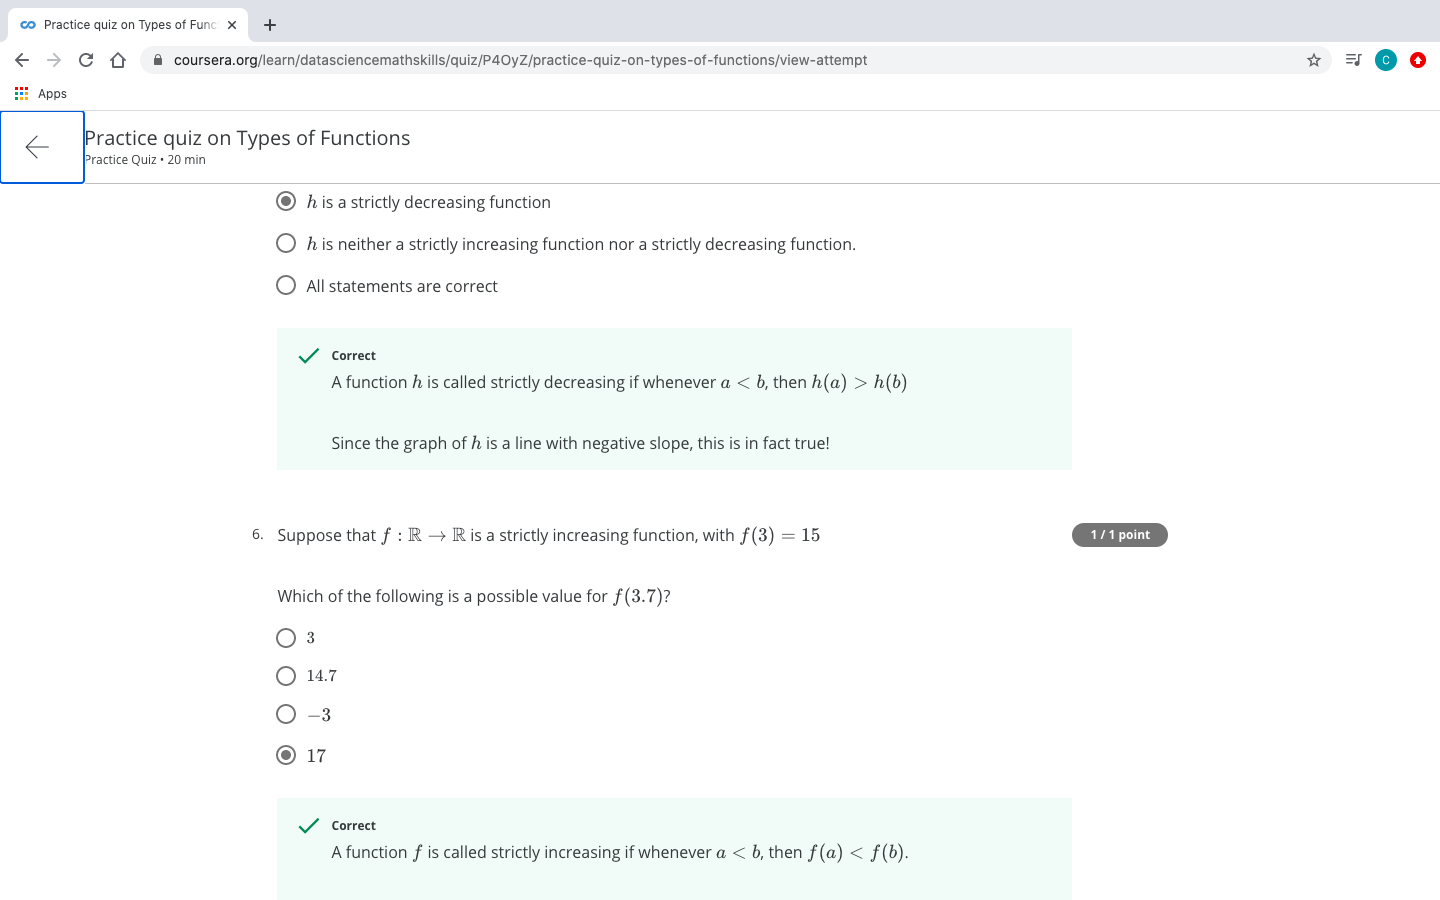 Practice quiz on Types of Func
coursera.org/learn/datasciencemathskills/quiz/P4OyZ/practice-quiz-on-types-of-functions/view-attempt
C
Apps
Practice quiz on Types of Functions
Practice Quiz • 20 min
h is a strictly decreasing function
h is neither a strictly increasing function nor a strictly decreasing function.
All statements are correct
Correct
A function h is called strictly decreasing if whenever a < b, then h(a) > h(b)
Since the graph of h is a line with negative slope, this is in fact true!
6. Suppose that f : ℝ → ℝ is a strictly increasing function, with f(3) = 15
1 / 1 point
Which of the following is a possible value for f(3.7)?
3
14.7
−3
17
Correct
A function f is called strictly increasing if whenever a < b, then f(a) < f(b).